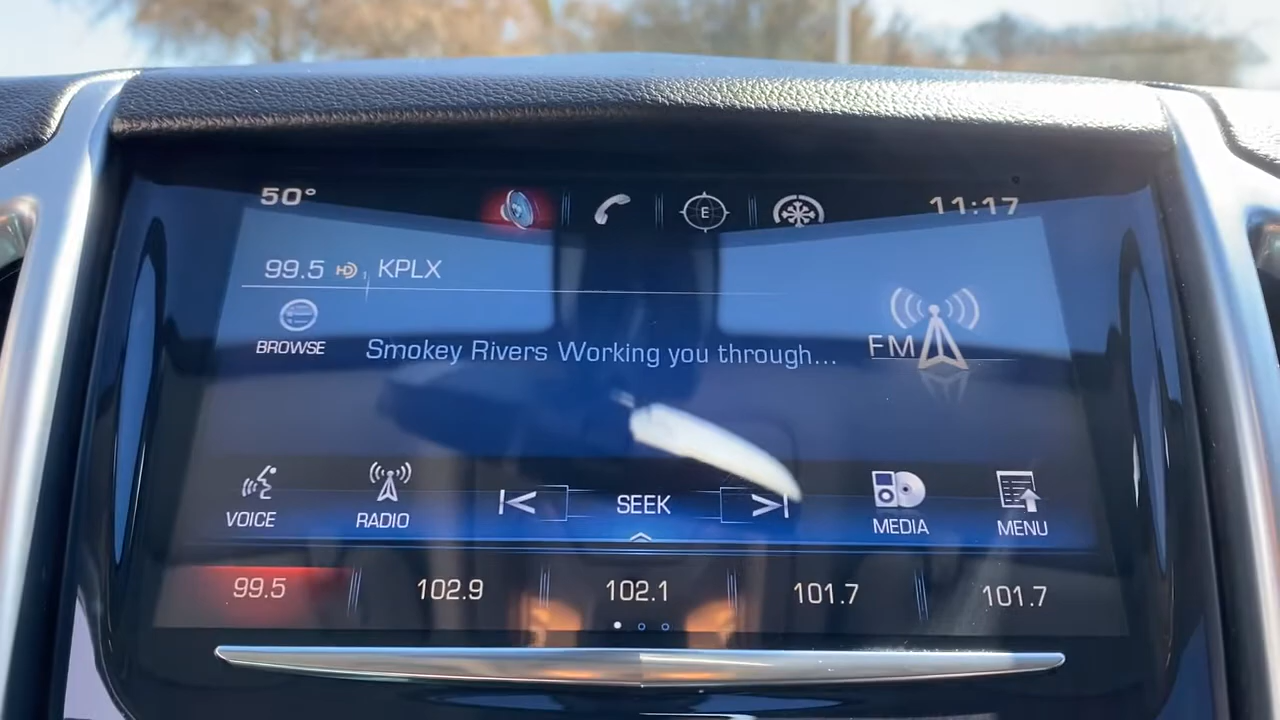 50°
E
11:17
99.5 HD 1 KPLX
BROWSE
Smokey Rivers Working you through...
FM
VOICE
RADIO
SEEK
MEDIA
MENU
99.5
102.9
102.1
101.7
101.7